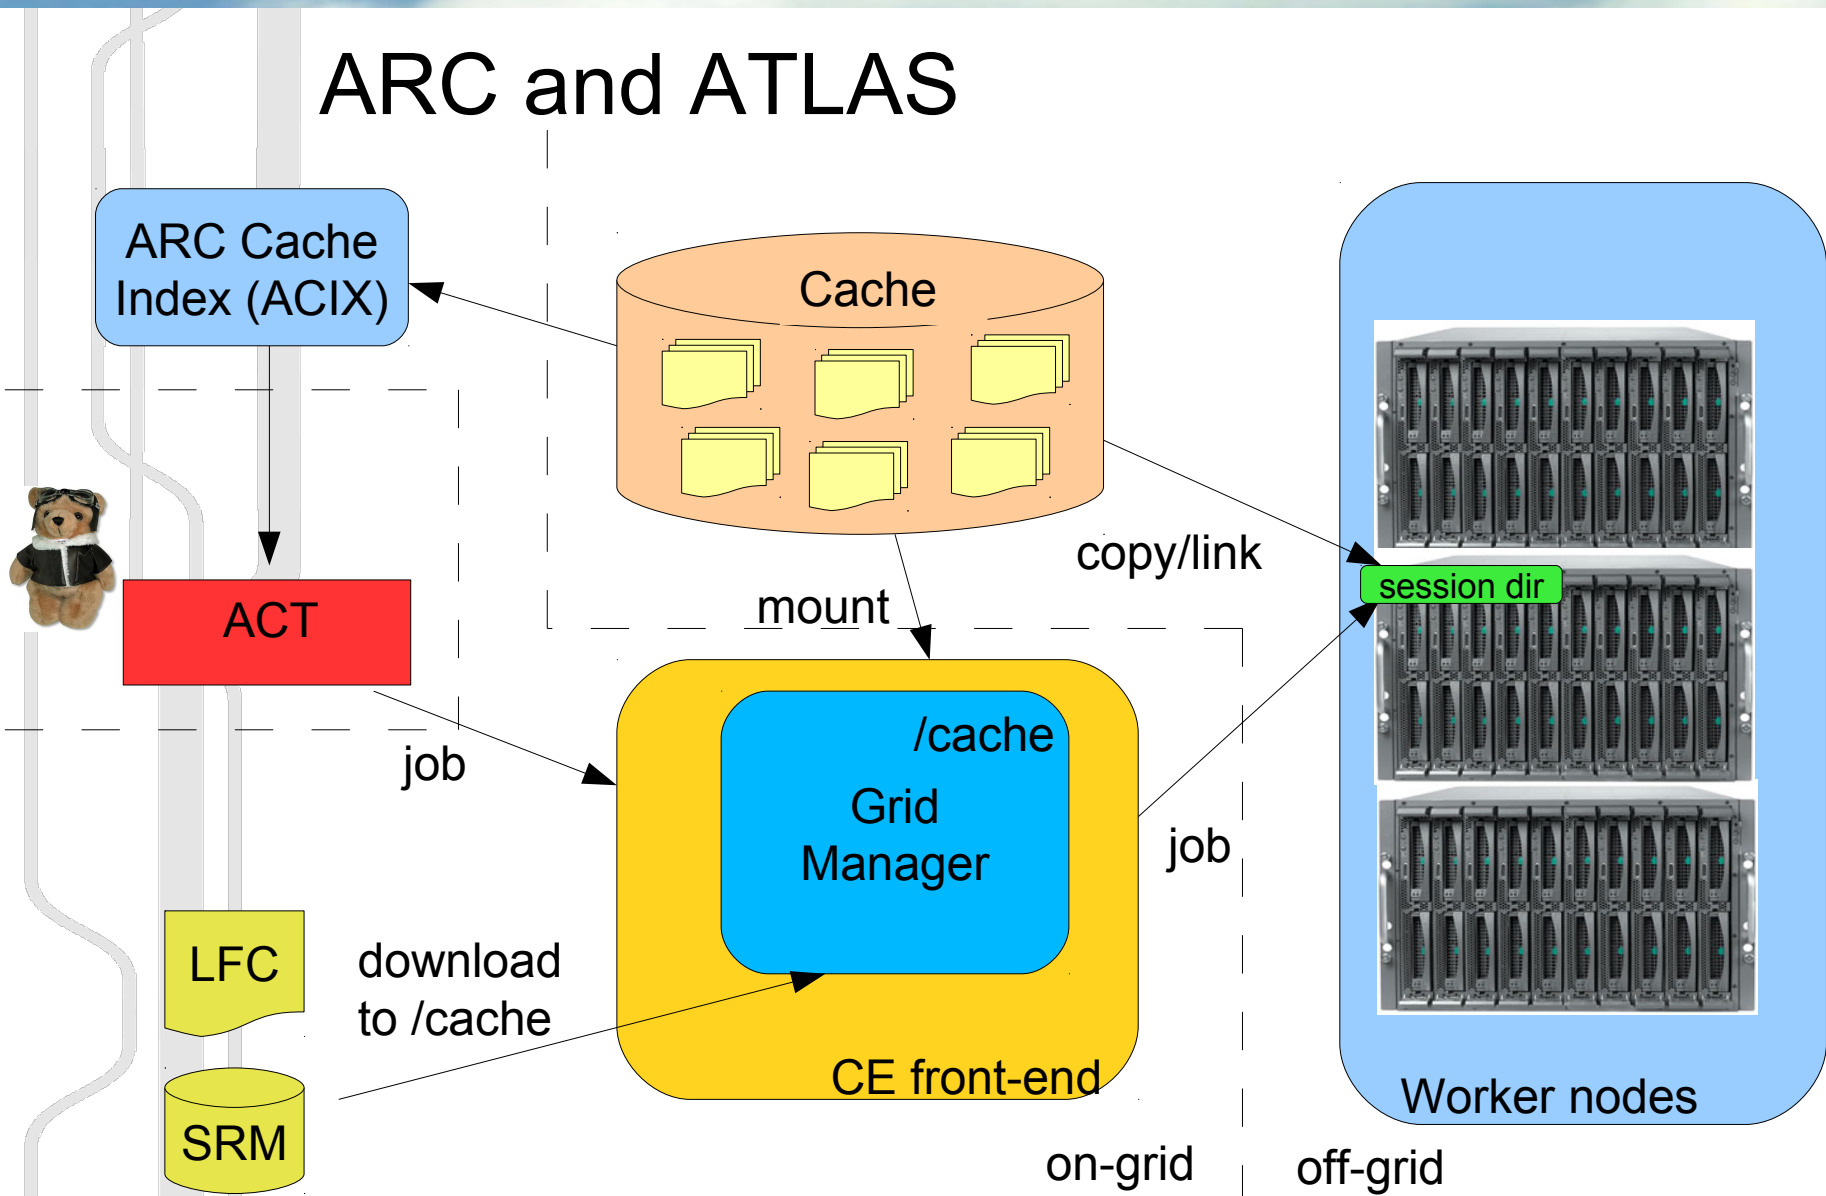 ARC and ATLAS
ARC Cache
Index (ACIX)
Cache
copy/link
session dir
mount
ACT
/cache
job
Grid
Manager
job
LFC
download
to /cache
CE front-end
Worker nodes
SRM
on-grid
off-grid